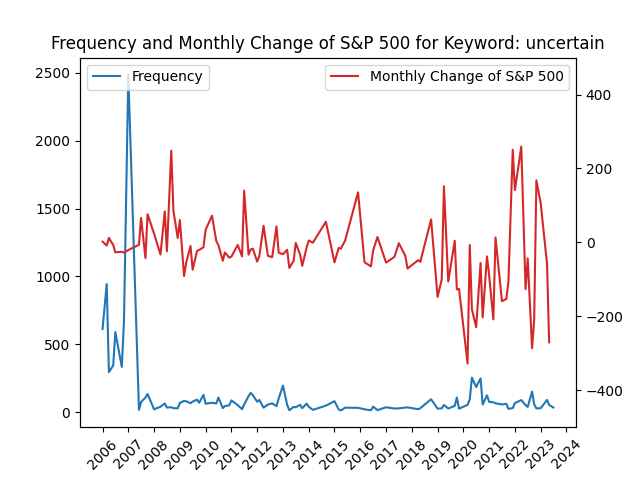 Frequency and Monthly Change of S&P 500 for Keyword: uncertain
Frequency
Monthly Change of S&P 500
2500
2000
1500
1000
500
0
400
200
0
−200
−400
2006 2007 2008 2009 2010 2011 2012 2013 2014 2015 2016 2017 2018 2019 2020 2021 2022 2023 2024